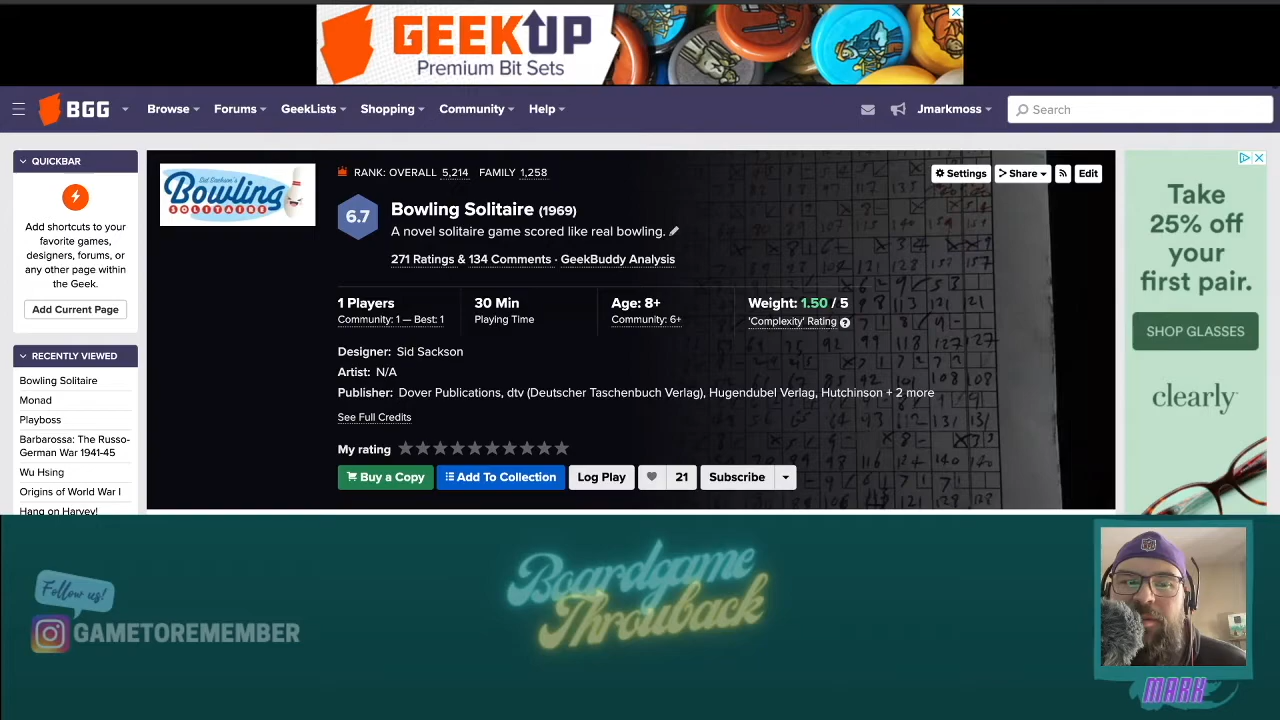 GEEKUP
Premium Bit Sets
BGG
Browse
Forums
GeekLists
Shopping
Community
Help
Jmarkmoss
Search
QUICKBAR
Add shortcuts to your
favorite games,
designers, forums, or
any other page within
the Geek.
Add Current Page
RECENTLY VIEWED
Bowling Solitaire
Monad
Playboss
Barbarossa: The Russo-
German War 1941-45
Wu Hsing
Origins of World War I
Hang on Harvey!
Sid Sackson's
Bowling
SOLITAIRE
RANK: OVERALL 5,214 FAMILY 1,258
Settings
Share
Edit
6.7
Bowling Solitaire (1969)
A novel solitaire game scored like real bowling.
271 Ratings & 134 Comments · GeekBuddy Analysis
1 Players
Community: 1 — Best: 1
30 Min
Playing Time
Age: 8+
Community: 6+
Weight: 1.50 / 5
'Complexity' Rating ?
Designer: Sid Sackson
Artist: N/A
Publisher: Dover Publications, dtv (Deutscher Taschenbuch Verlag), Hugendubel Verlag, Hutchinson + 2 more
See Full Credits
My rating
Buy a Copy
Add To Collection
Log Play
21
Subscribe
Take
25% off
your
first pair.
SHOP GLASSES
clearly
Follow us!
GAMETOREMEMBER
Boardgame
Throwback
MARK